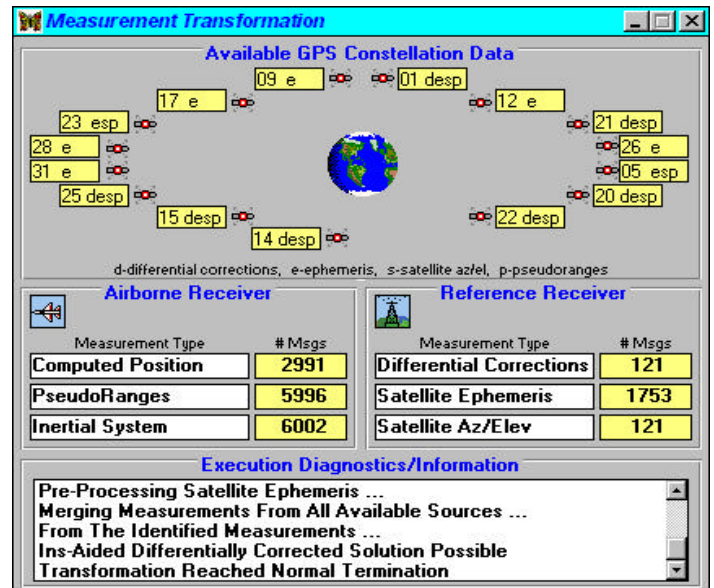 Measurement Transformation
Available GPS Constellation Data
09 e
01 desp
17 e
12 e
23 esp
21 desp
28 e
26 e
31 e
05 esp
25 desp
20 desp
15 desp
22 desp
14 desp
d-differential corrections, e-ephemeris, s-satellite az/el, p-pseudoranges
Airborne Receiver
Measurement Type # Msgs
Computed Position 2991
PseudoRanges 5996
Inertial System 6002
Reference Receiver
Measurement Type # Msgs
Differential Corrections 121
Satellite Ephemeris 1753
Satellite Az/Elev 121
Execution Diagnostics/Information
Pre-Processing Satellite Ephemeris ...
Merging Measurements From All Available Sources ...
From The Identified Measurements ...
Ins-Aided Differentially Corrected Solution Possible
Transformation Reached Normal Termination